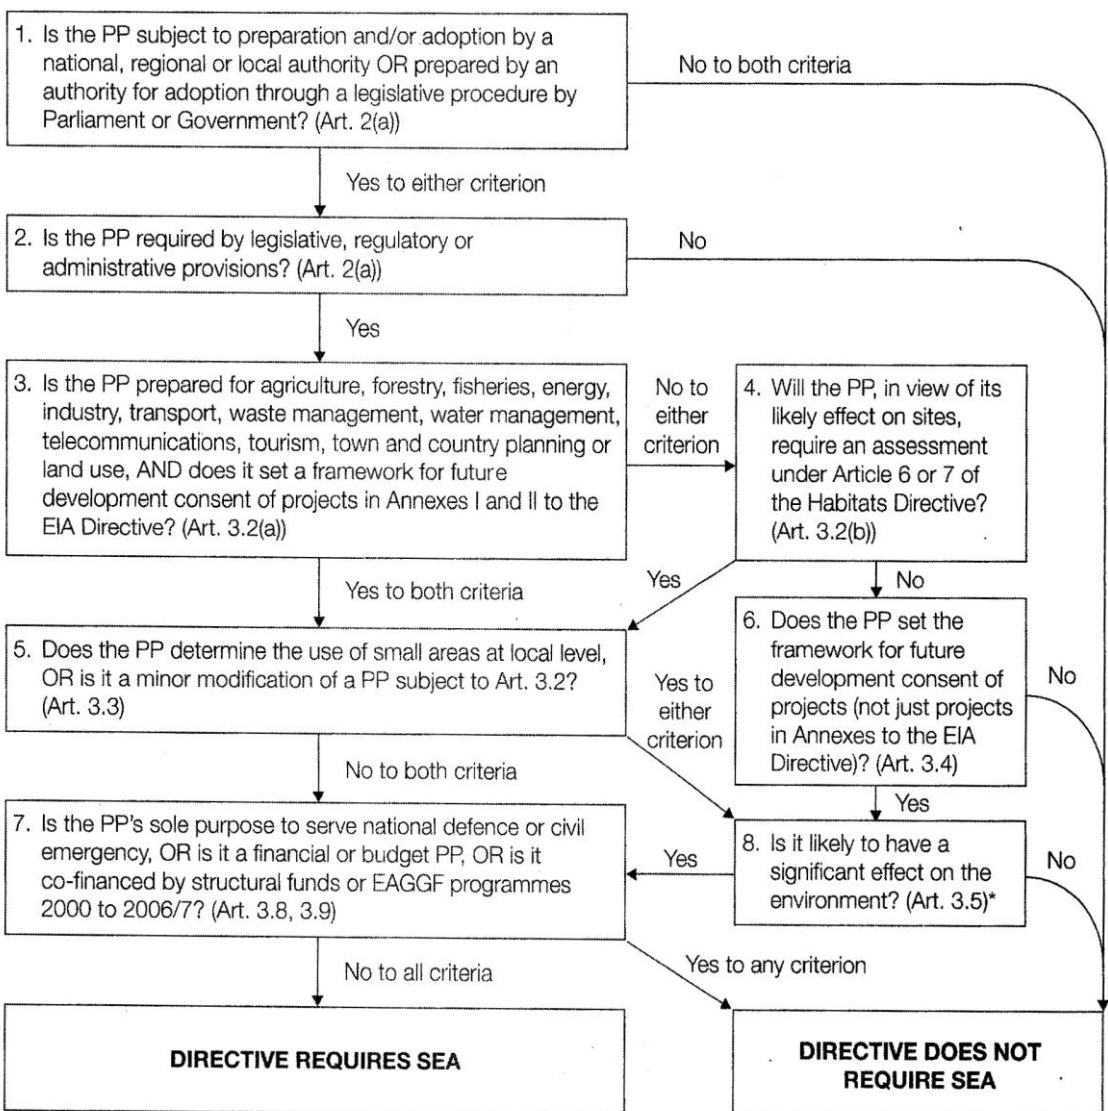 1. Is the PP subject to preparation and/or adoption by a
national, regional or local authority OR prepared by an
authority for adoption through a legislative procedure by
Parliament or Government? (Art. 2(a))
No to both criteria
Yes to either criterion
2. Is the PP required by legislative, regulatory or
administrative provisions? (Art. 2(a))
No
Yes
3. Is the PP prepared for agriculture, forestry, fisheries, energy,
industry, transport, waste management, water management,
telecommunications, tourism, town and country planning or
land use, AND does it set a framework for future
development consent of projects in Annexes I and II to the
EIA Directive? (Art. 3.2(a))
No to
either
criterion
4. Will the PP, in view of its
likely effect on sites,
require an assessment
under Article 6 or 7 of
the Habitats Directive?
(Art. 3.2(b))
Yes to both criteria
Yes
No
5. Does the PP determine the use of small areas at local level,
OR is it a minor modification of a PP subject to Art. 3.2?
(Art. 3.3)
Yes to
either
criterion
6. Does the PP set the
framework for future
development consent of
projects (not just projects
in Annexes to the EIA
Directive)? (Art. 3.4)
No
No to both criteria
Yes
7. Is the PP's sole purpose to serve national defence or civil
emergency, OR is it a financial or budget PP, OR is it
co-financed by structural funds or EAGGF programmes
2000 to 2006/7? (Art. 3.8, 3.9)
Yes
8. Is it likely to have a
significant effect on the
environment? (Art. 3.5)*
No
No to all criteria
Yes to any criterion
DIRECTIVE REQUIRES SEA
DIRECTIVE DOES NOT
REQUIRE SEA